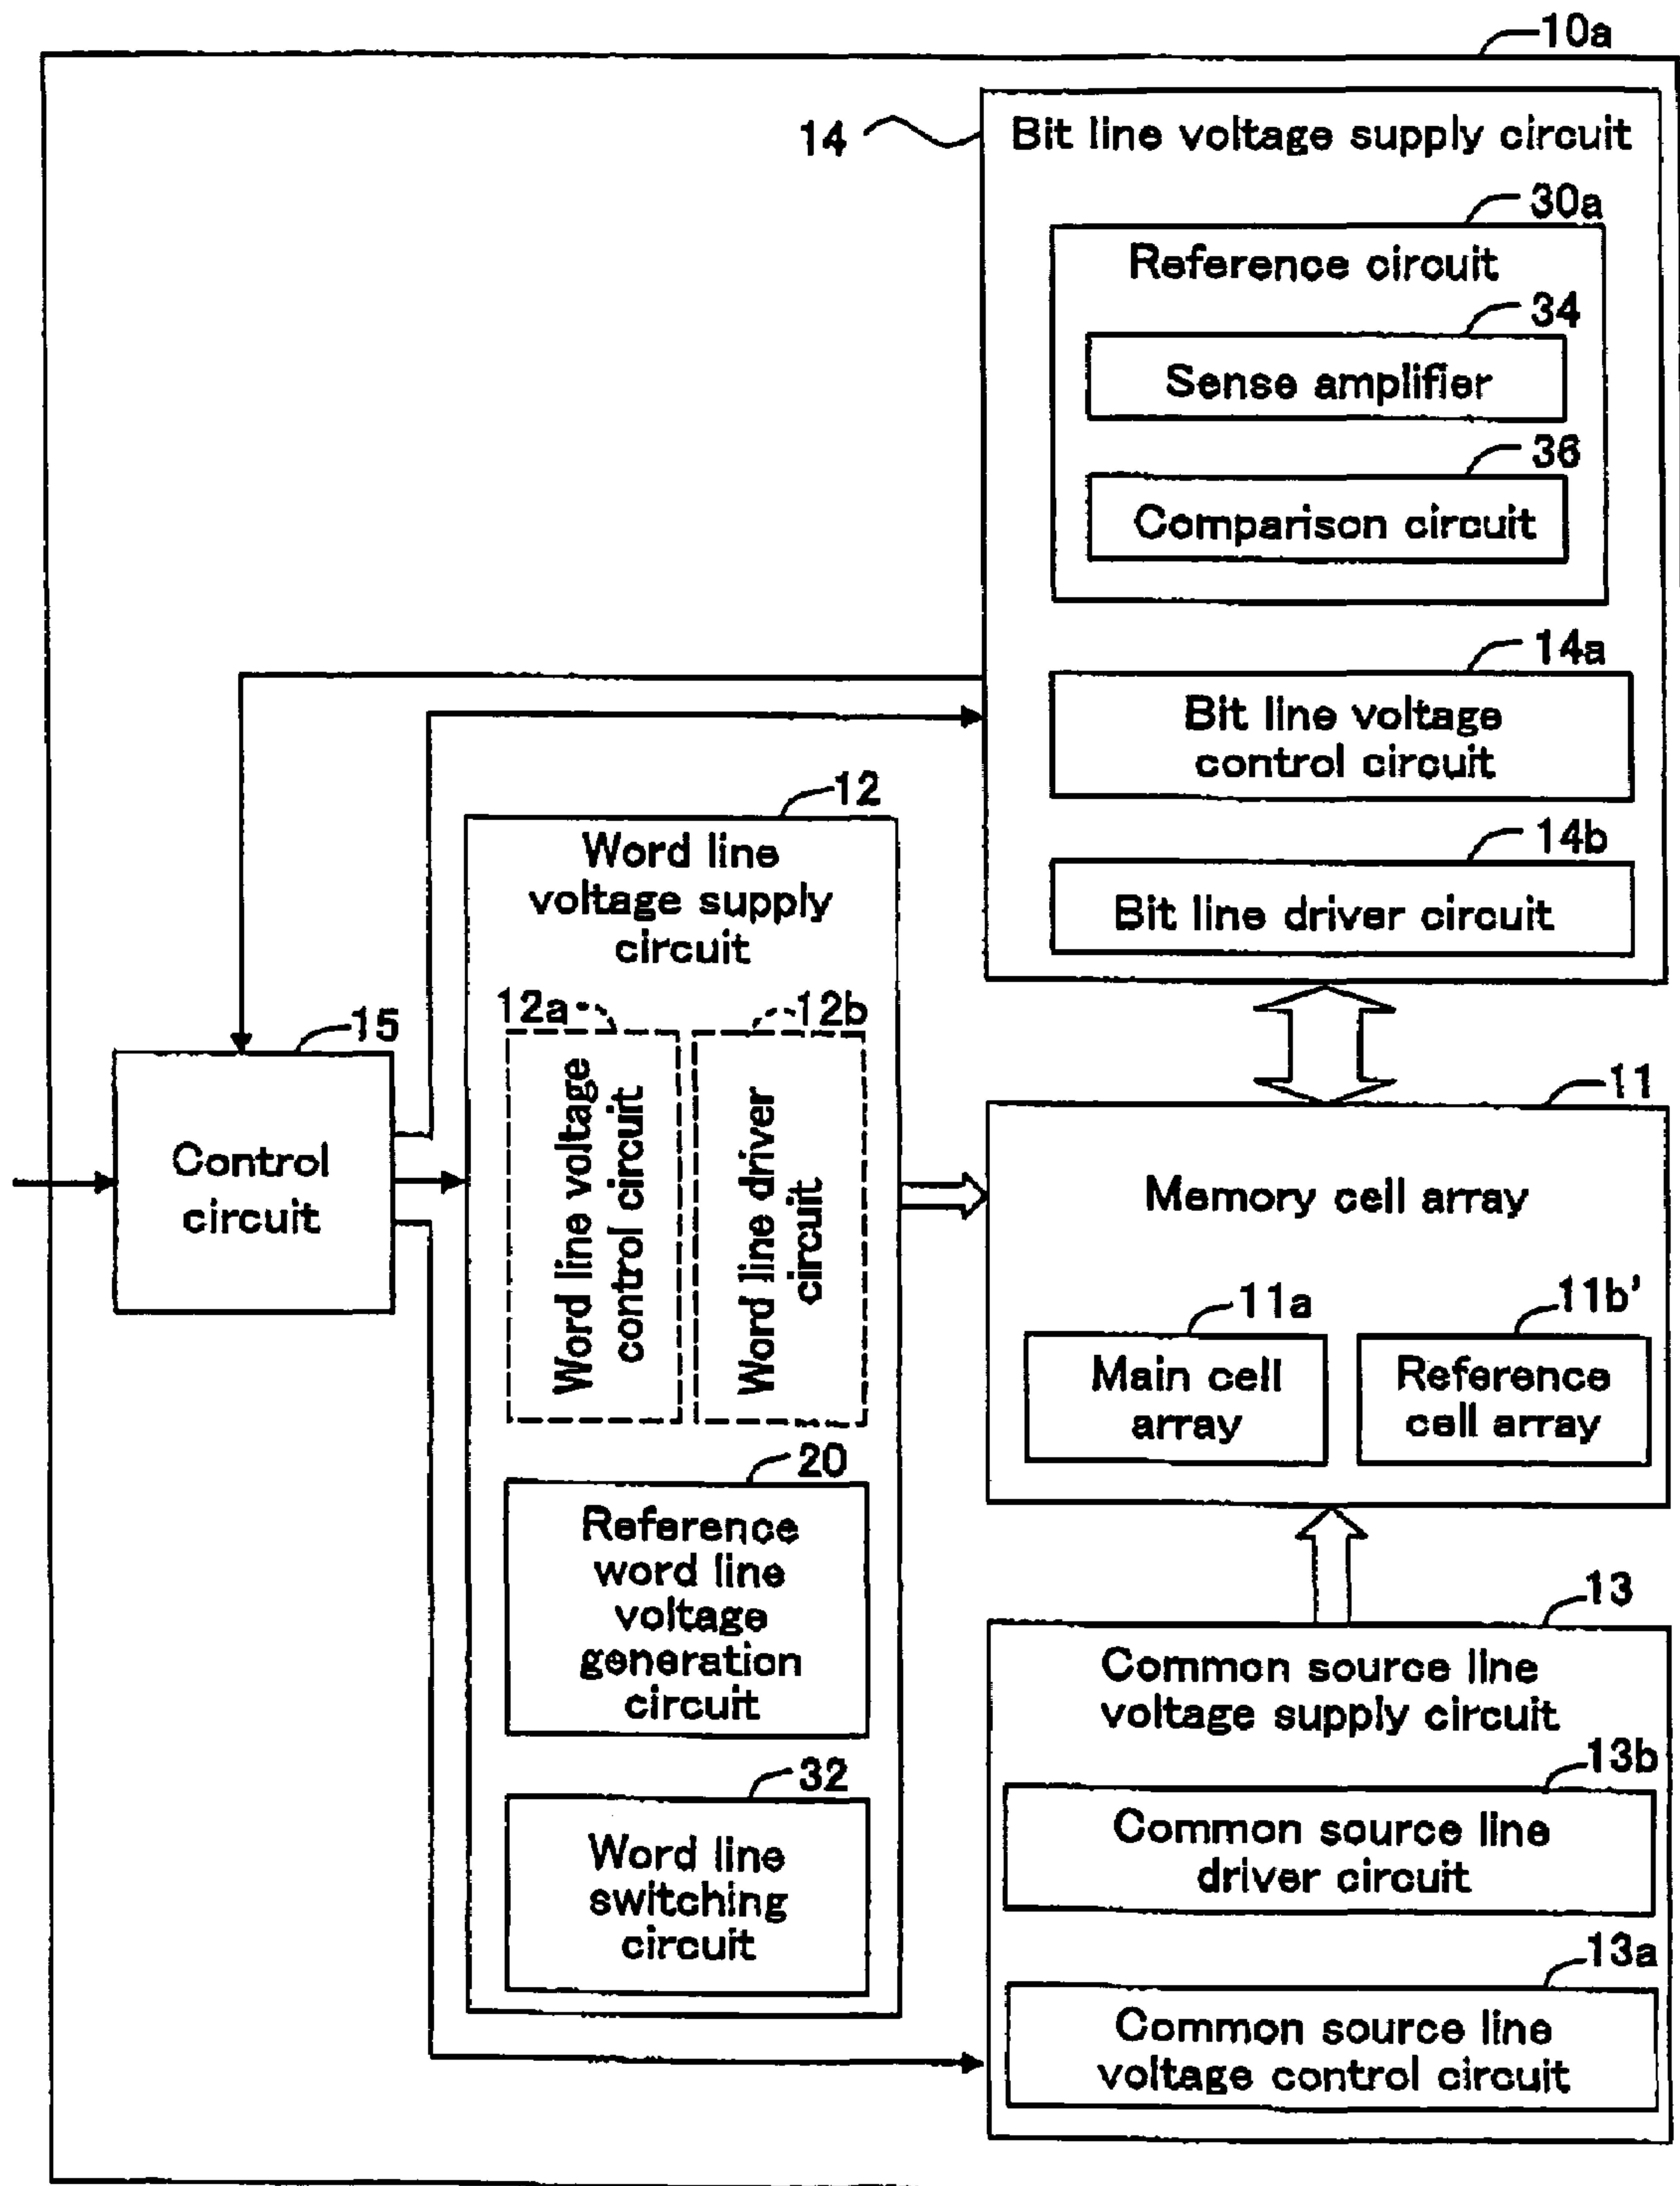 10a
14
Bit line voltage supply circuit
30a
Reference circuit
34
Sense amplifier
36
Comparison circuit
14a
Bit line voltage
control circuit
14b
Bit line driver circuit
12
Word line
voltage supply
circuit
12a
12b
Word line voltage
control circuit
Word line driver
circuit
20
Reference
word line
voltage
generation
circuit
32
Word line
switching
circuit
15
Control
circuit
11
Memory cell array
11a
Main cell
array
11b'
Reference
cell array
13
Common source line
voltage supply circuit
13b
Common source line
driver circuit
13a
Common source line
voltage control circuit